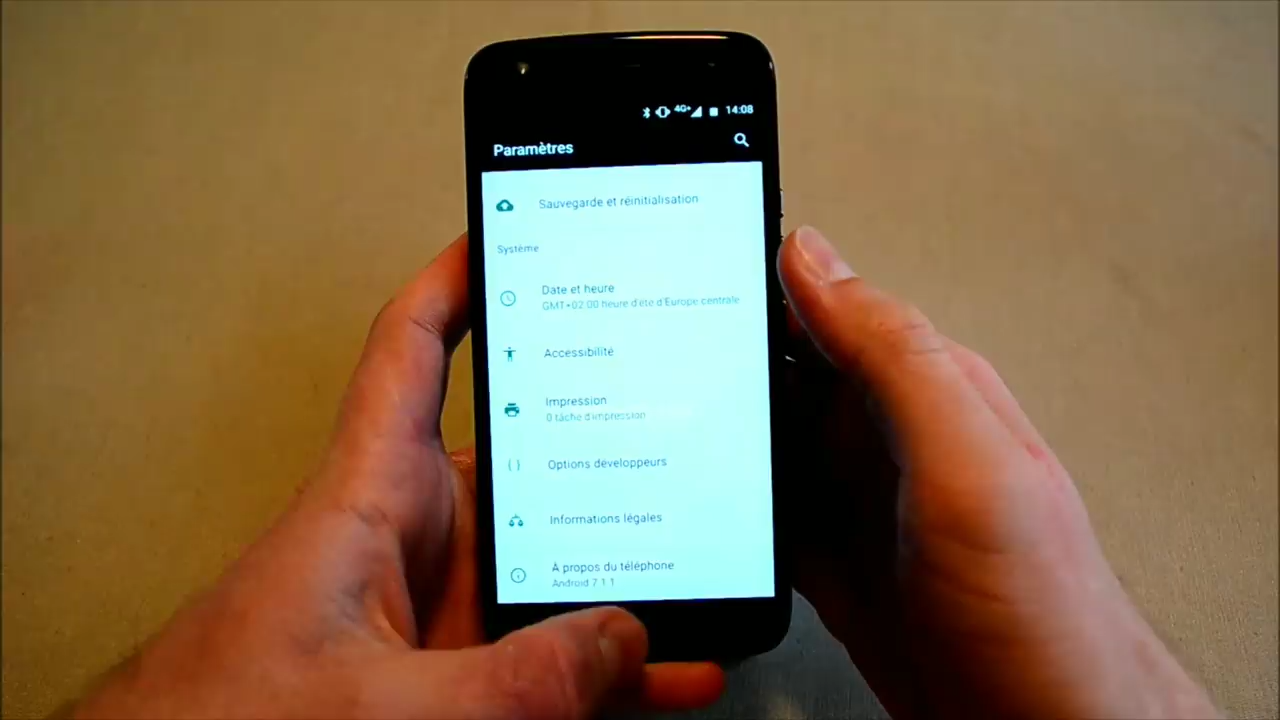 4G+ 14:08
Paramètres
Sauvegarde et réinitialisation
Système
Date et heure
GMT+02:00 heure d'été d'Europe centrale
Accessibilité
Impression
0 tâche d'impression
Options développeurs
Informations légales
À propos du téléphone
Android 7.1.1